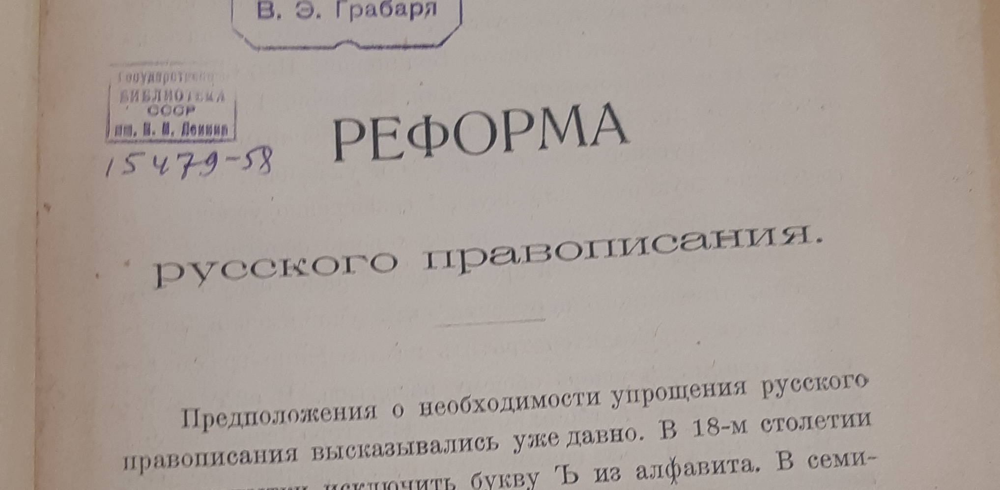 В. Э. Грабаря
Государственная
БИБЛИОТЕКА
СССР
им. В. И. Ленина
15479-58
РЕФОРМА
русского правописания.
Предположения о необходимости упрощения русского
правописания высказывались уже давно. В 18-м столетии
исключить букву Ъ из алфавита. В семи-